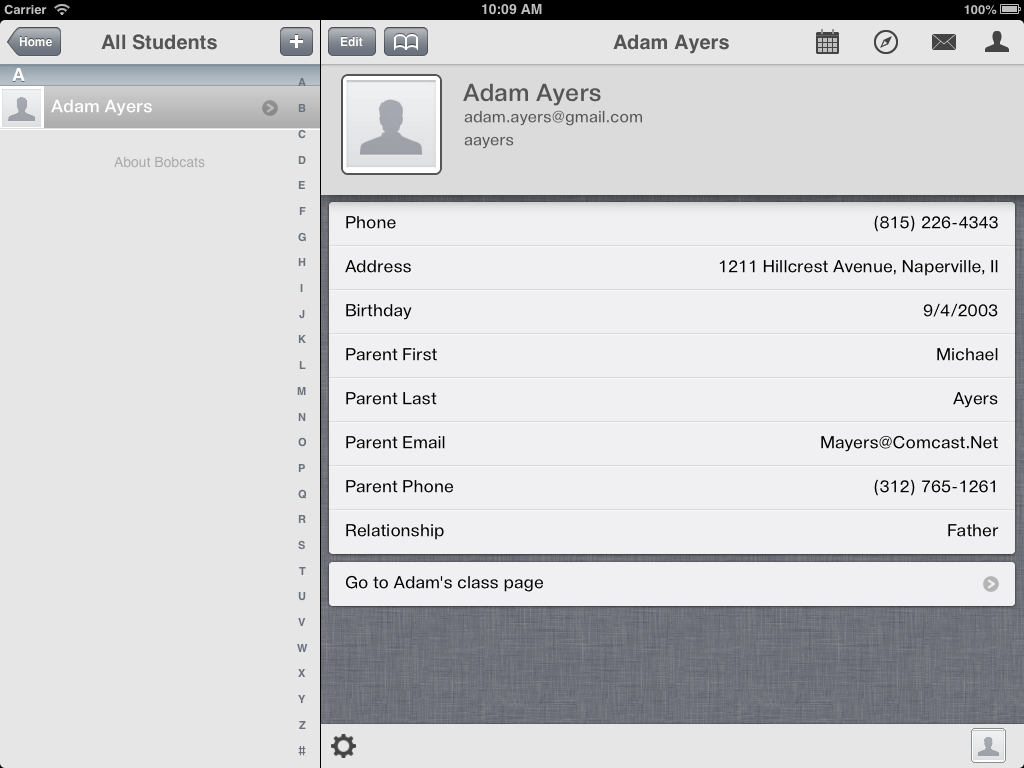 Carrier 10:09 AM 100%
Home All Students + Edit Adam Ayers
A
Adam Ayers
About Bobcats
A
B
C
D
E
F
G
H
I
J
K
L
M
N
O
P
Q
R
S
T
U
V
W
X
Y
Z
#
Adam Ayers
adam.ayers@gmail.com
aayers
Phone (815) 226-4343
Address 1211 Hillcrest Avenue, Naperville, Il
Birthday 9/4/2003
Parent First Michael
Parent Last Ayers
Parent Email Mayers@Comcast.Net
Parent Phone (312) 765-1261
Relationship Father
Go to Adam's class page